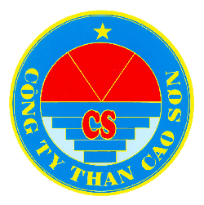 CS
CÔNG TY THAN CAO SƠN